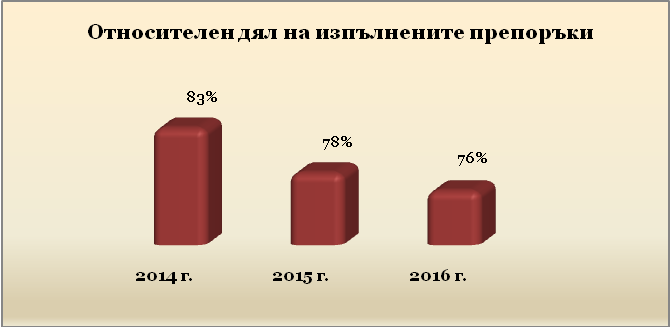 Относителен дял на изпълнените препоръки
83%
78%
76%
2014 г.
2015 г.
2016 г.